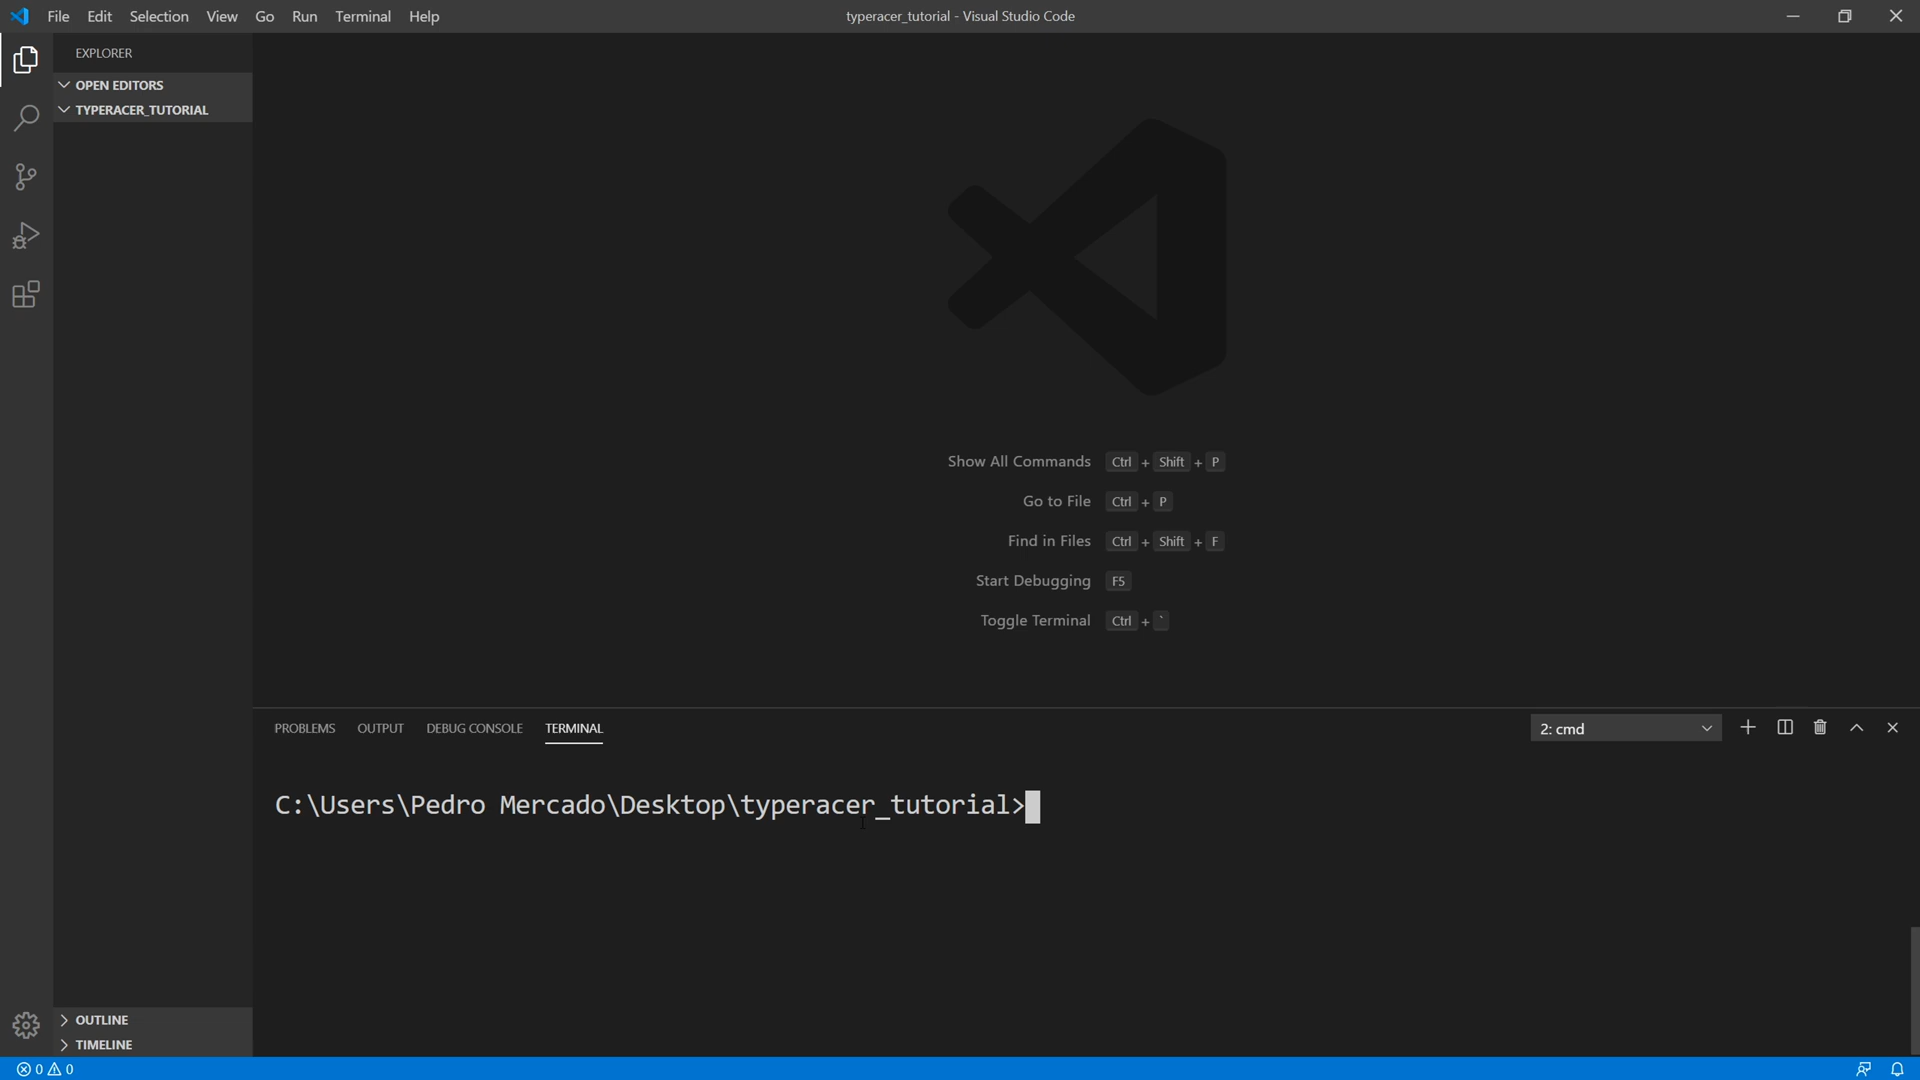 File Edit Selection View Go Run Terminal Help typeracer_tutorial - Visual Studio Code
EXPLORER
OPEN EDITORS
TYPERACER_TUTORIAL
Show All Commands Ctrl + Shift + P
Go to File Ctrl + P
Find in Files Ctrl + Shift + F
Start Debugging F5
Toggle Terminal Ctrl + `
PROBLEMS OUTPUT DEBUG CONSOLE TERMINAL 2: cmd
C:\Users\Pedro Mercado\Desktop\typeracer_tutorial>
OUTLINE
TIMELINE
0 0